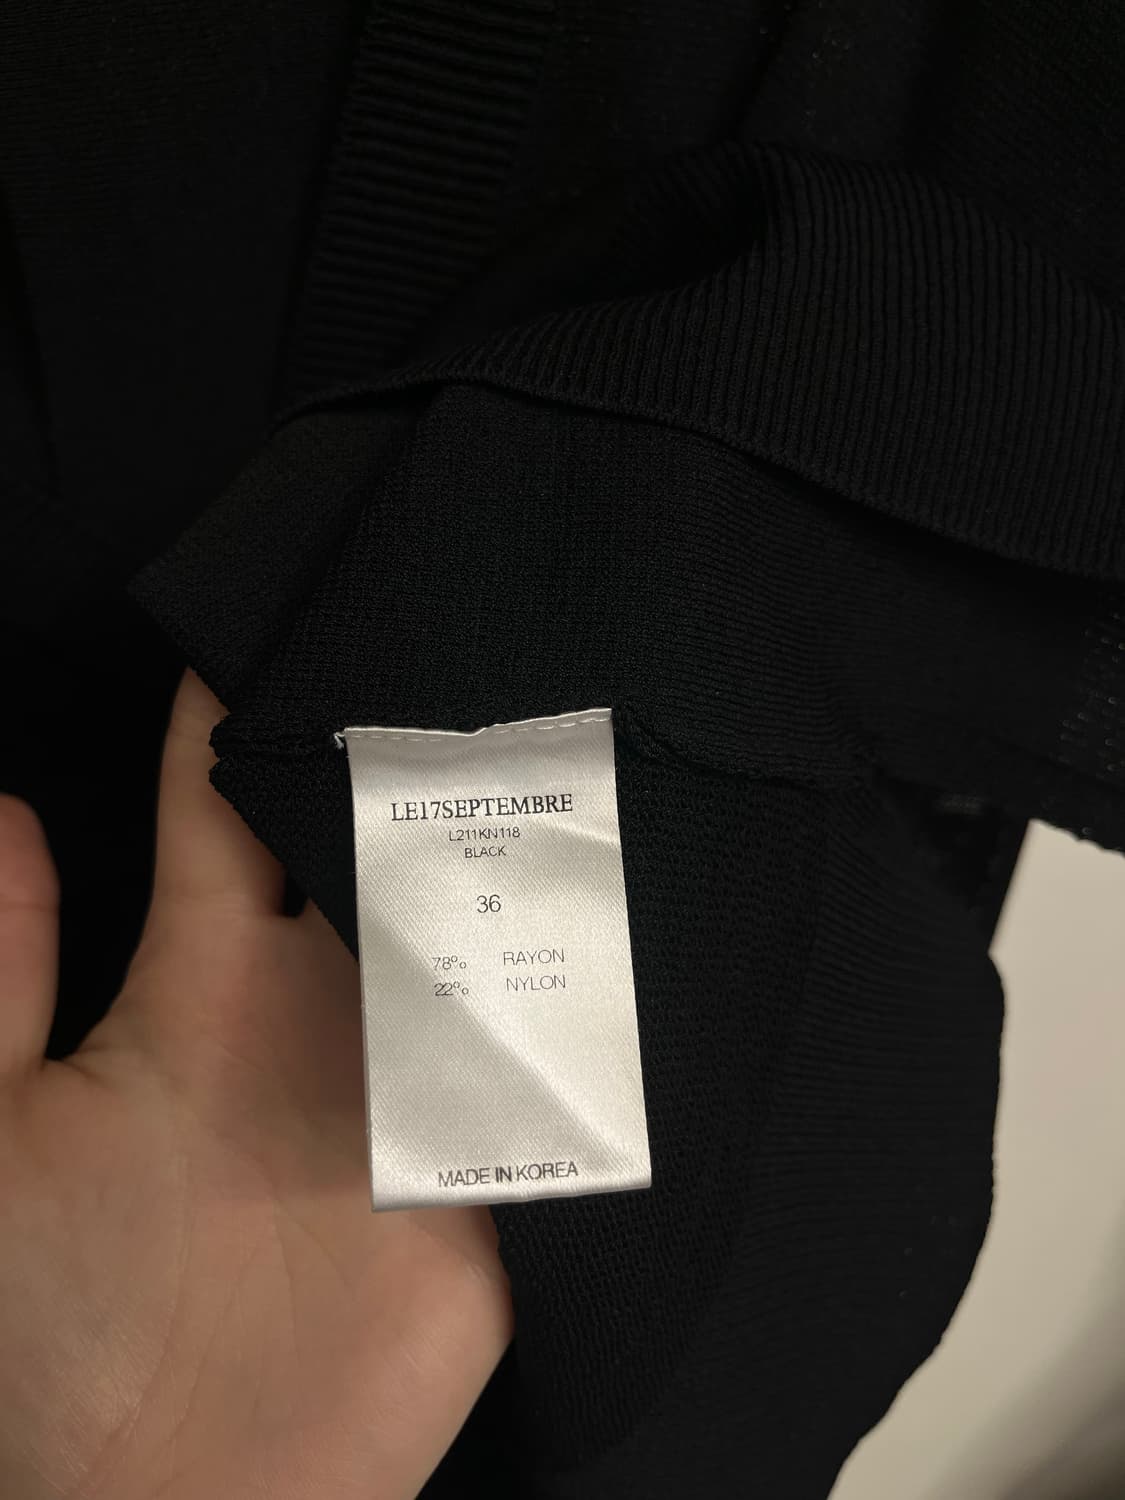 LE17SEPTEMBRE
L211KN118
BLACK
36
78% RAYON
22% NYLON
MADE IN KOREA